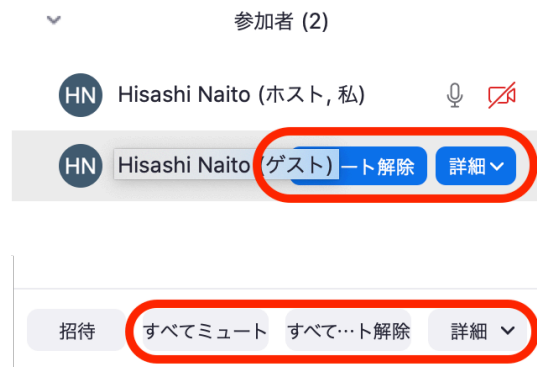 参加者 (2)
HN Hisashi Naito (ホスト, 私)
HN Hisashi Naito (ゲスト) ート解除 詳細
招待 すべてミュート すべて…ト解除 詳細